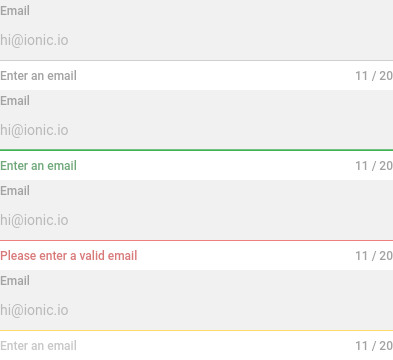 Email
hi@ionic.io
Enter an email 11 / 20
Email
hi@ionic.io
Enter an email 11 / 20
Email
hi@ionic.io
Please enter a valid email 11 / 20
Email
hi@ionic.io
Enter an email 11 / 20